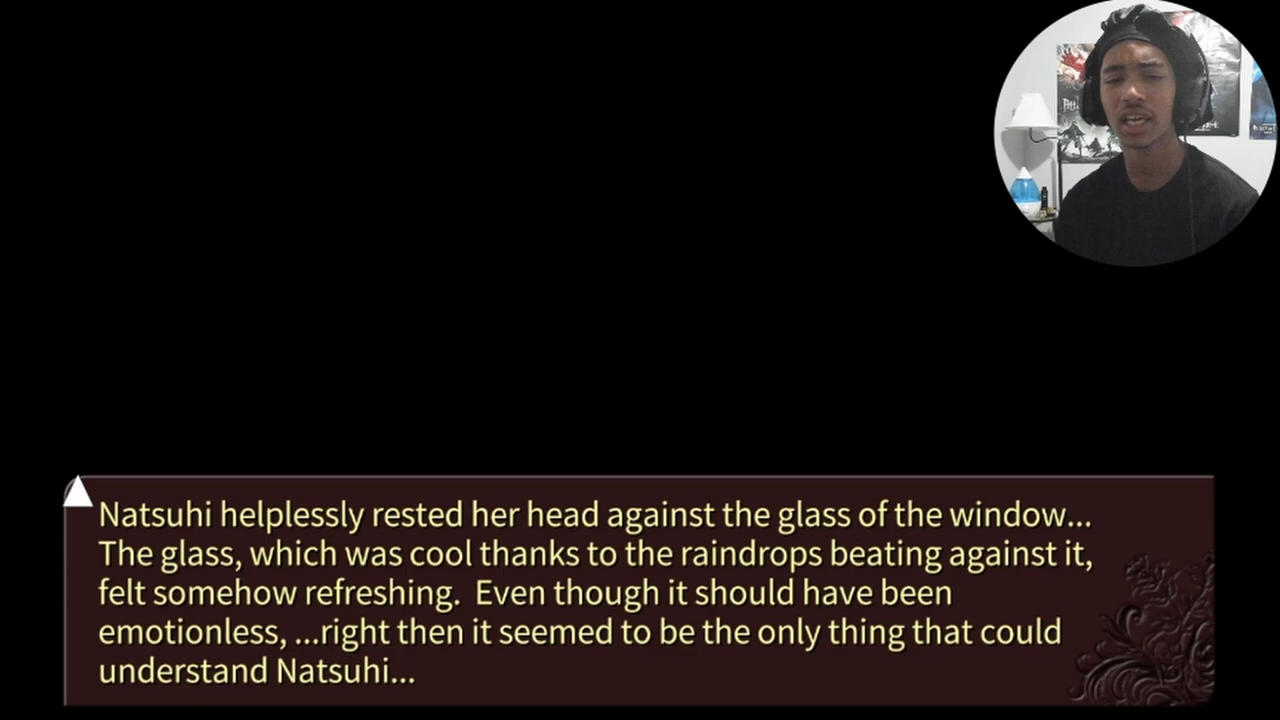 Natsuhi helplessly rested her head against the glass of the window...
The glass, which was cool thanks to the raindrops beating against it,
felt somehow refreshing.  Even though it should have been
emotionless, ...right then it seemed to be the only thing that could
understand Natsuhi...